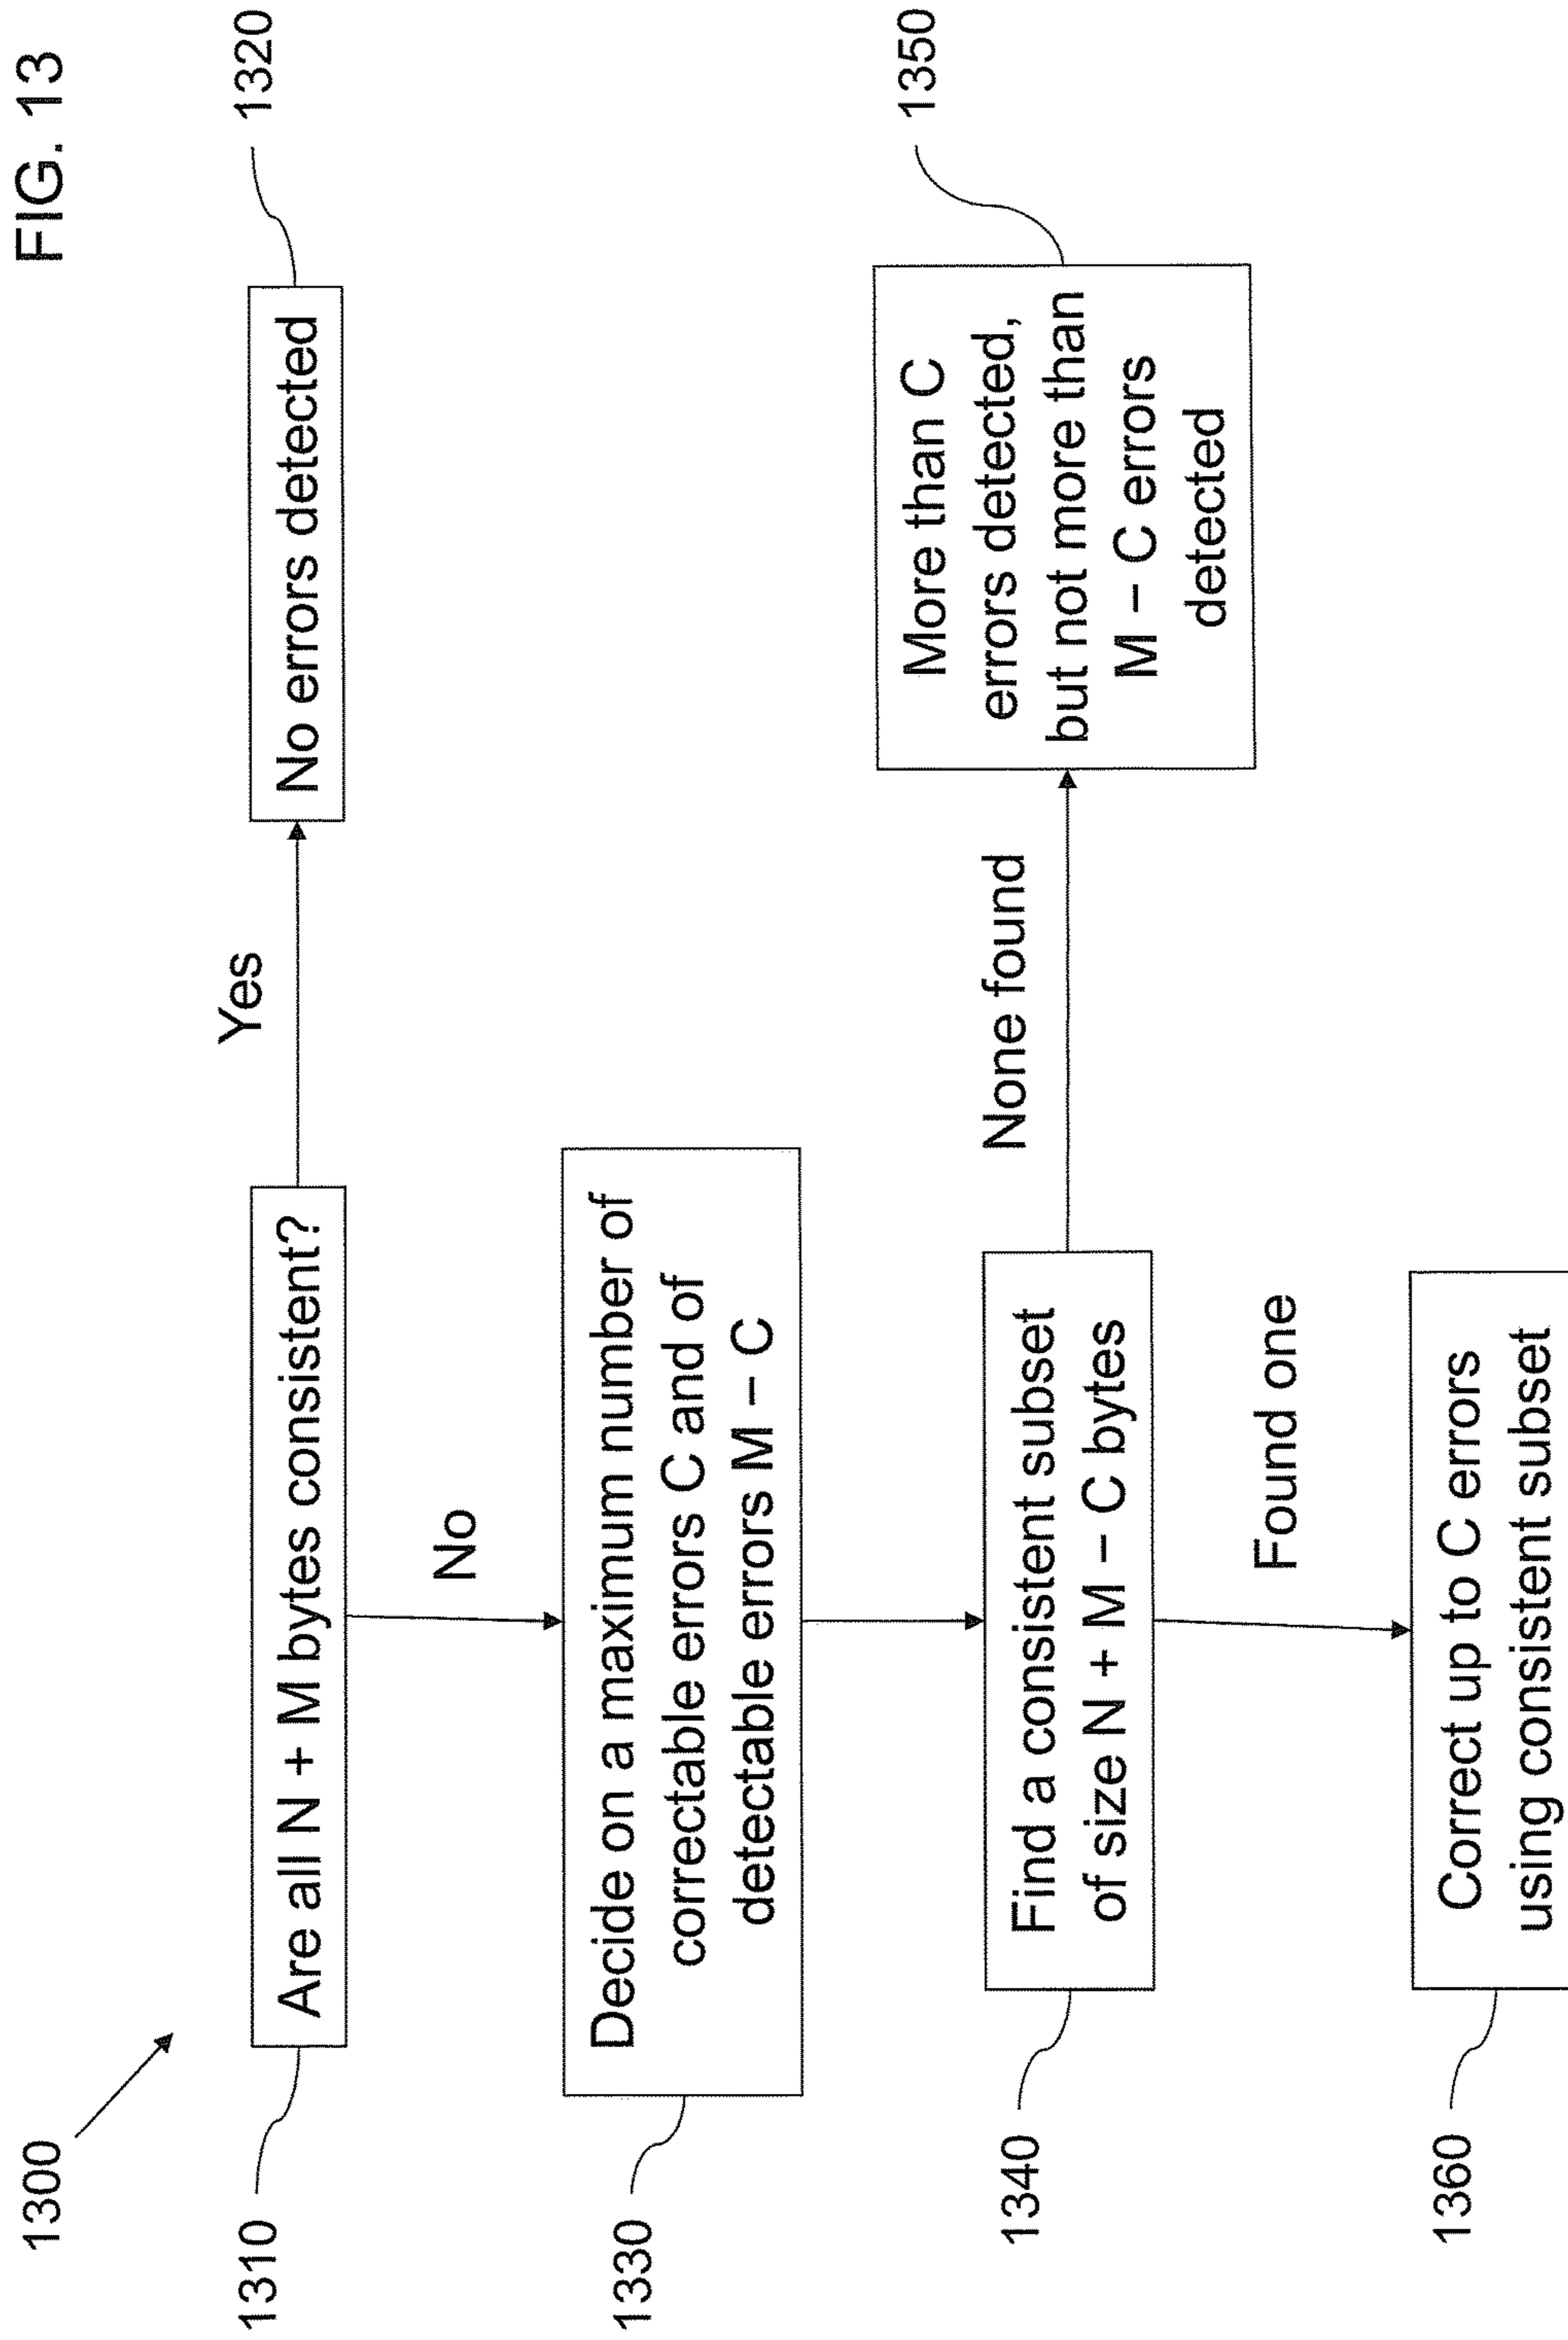 FIG. 13
1300
1310
Are all N + M bytes consistent?
Yes
No errors detected
1320
No
1330
Decide on a maximum number of
correctable errors C and of
detectable errors M – C
1340
Find a consistent subset
of size N + M – C bytes
None found
More than C
errors detected,
but not more than
M – C errors
detected
1350
Found one
1360
Correct up to C errors
using consistent subset